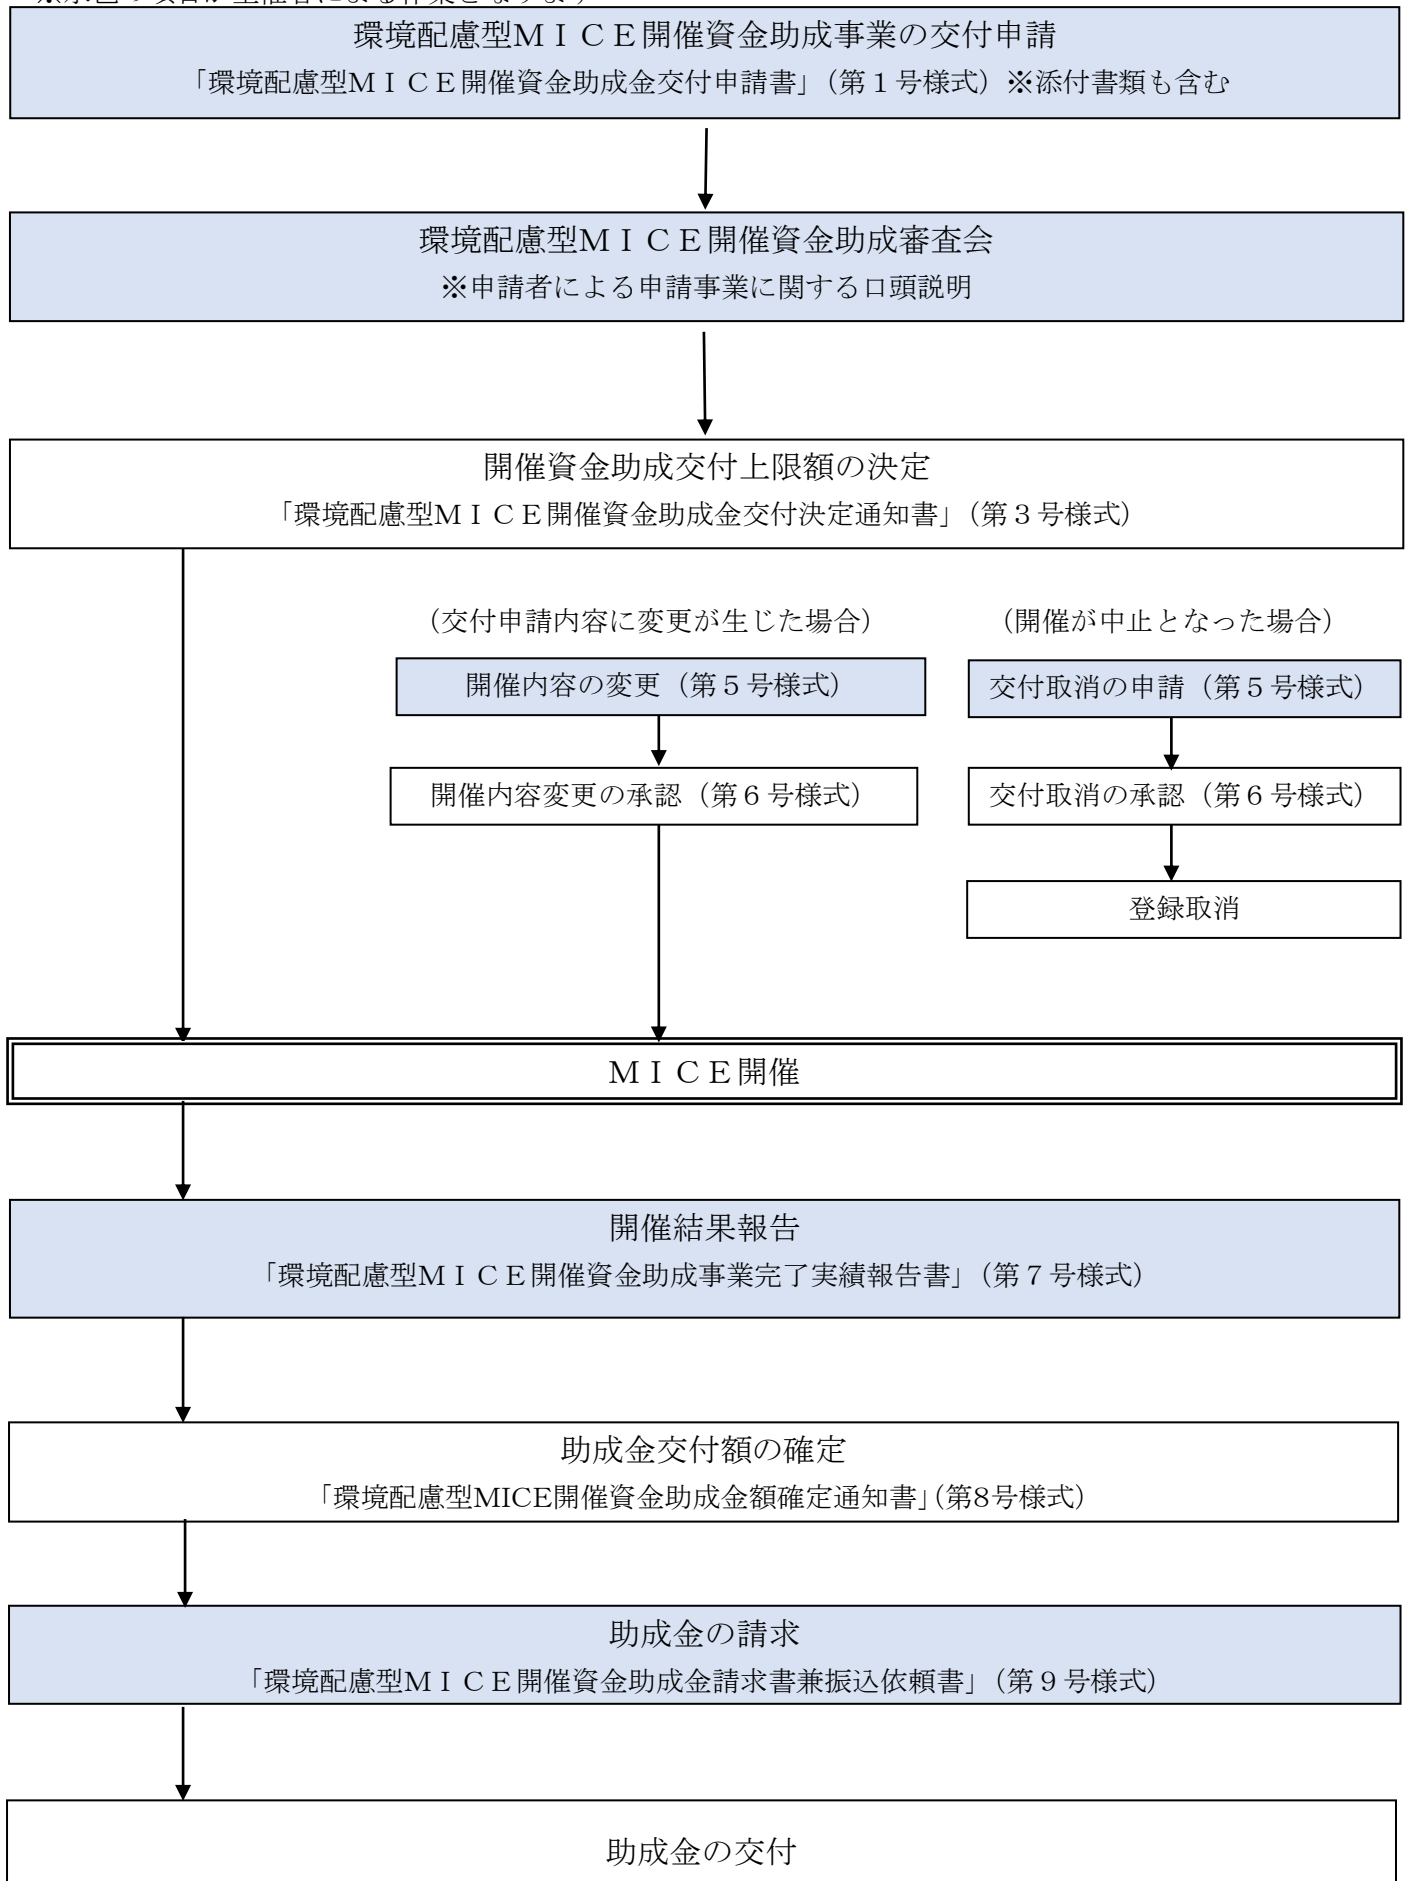 環境配慮型ＭＩＣＥ開催資金助成事業の交付申請
「環境配慮型ＭＩＣＥ開催資金助成金交付申請書」（第１号様式）※添付書類も含む
環境配慮型ＭＩＣＥ開催資金助成審査会
※申請者による申請事業に関する口頭説明
開催資金助成交付上限額の決定
「環境配慮型ＭＩＣＥ開催資金助成金交付決定通知書」（第３号様式）
（交付申請内容に変更が生じた場合）
（開催が中止となった場合）
開催内容の変更（第５号様式）
交付取消の申請（第５号様式）
開催内容変更の承認（第６号様式）
交付取消の承認（第６号様式）
登録取消
ＭＩＣＥ開催
開催結果報告
「環境配慮型ＭＩＣＥ開催資金助成事業完了実績報告書」（第７号様式）
助成金交付額の確定
「環境配慮型MICE開催資金助成金額確定通知書」（第8号様式）
助成金の請求
「環境配慮型ＭＩＣＥ開催資金助成金請求書兼振込依頼書」（第９号様式）
助成金の交付